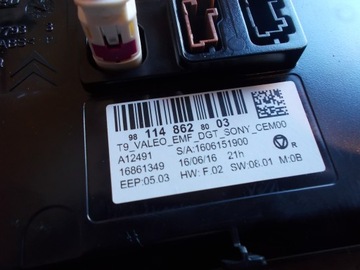 98 114 862 80 03
T9_VALEO_EMF_DGT_SONY_CEM00
A12491 S/A:1606151900
16861349 16/06/16 21h
EEP:05.03 HW:F.02 SW:08.01 M:0B
V R